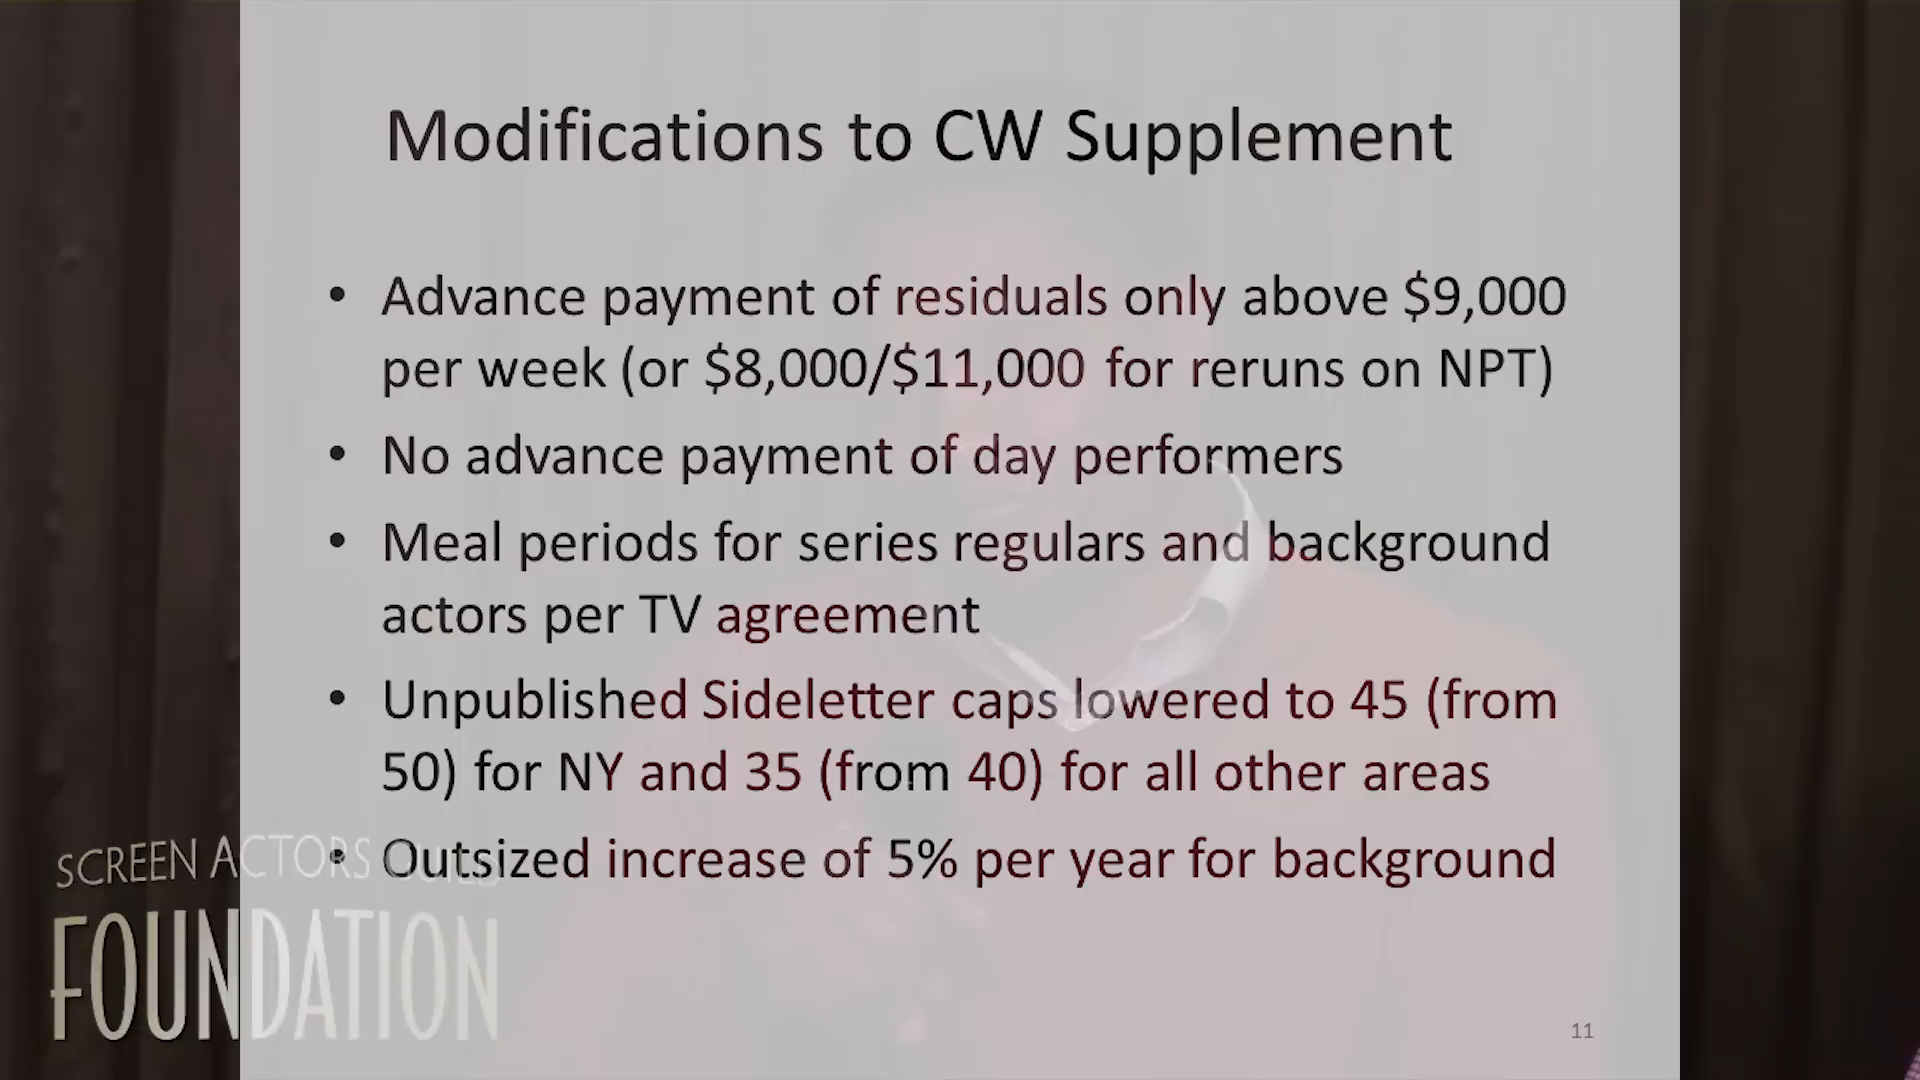 Modifications to CW Supplement
• Advance payment of residuals only above $9,000
per week (or $8,000/$11,000 for reruns on NPT)
• No advance payment of day performers
• Meal periods for series regulars and background
actors per TV agreement
• Unpublished Sideletter caps lowered to 45 (from
50) for NY and 35 (from 40) for all other areas
• Outsized increase of 5% per year for background
SCREEN ACTORS GUILD
FOUNDATION
11